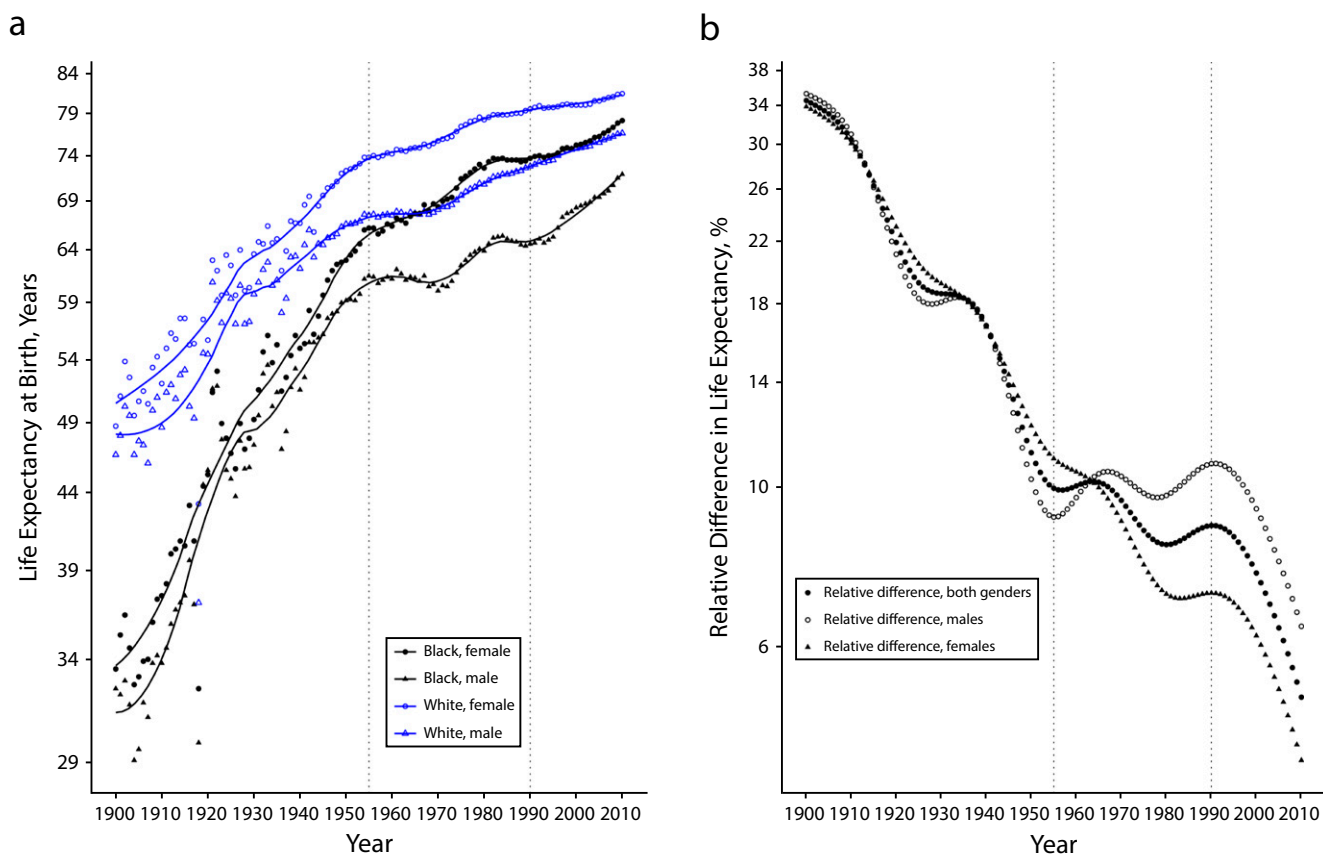 a
Life Expectancy at Birth, Years
84
79
74
69
64
59
54
49
44
39
34
29
Black, female
Black, male
White, female
White, male
1900 1910 1920 1930 1940 1950 1960 1970 1980 1990 2000 2010
Year
b
Relative Difference in Life Expectancy, %
38
34
30
26
22
18
14
10
6
Relative difference, both genders
Relative difference, males
Relative difference, females
1900 1910 1920 1930 1940 1950 1960 1970 1980 1990 2000 2010
Year